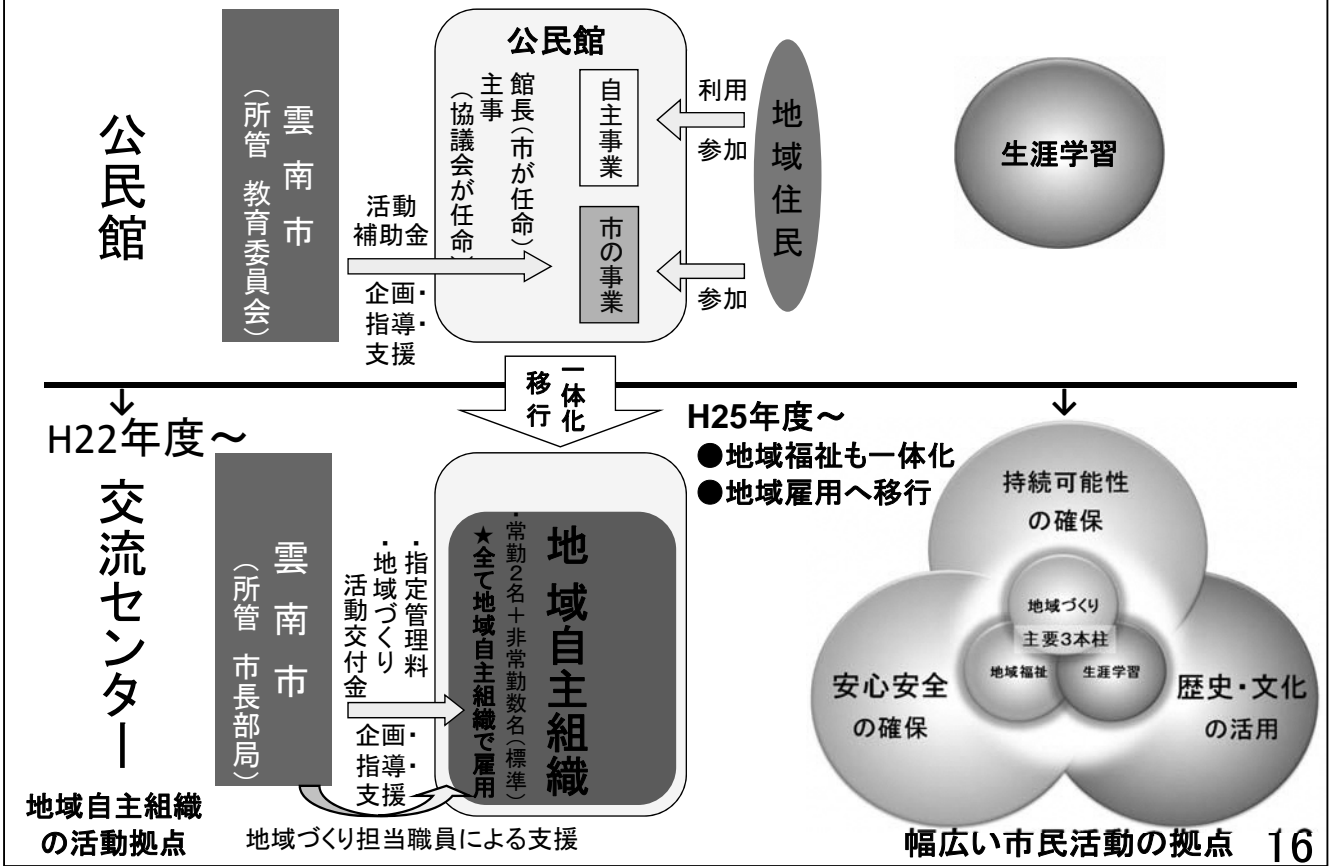 公民館
雲南市
（所管 教育委員会）
活動
補助金
企画・
指導・
支援
公民館
館長（市が任命）
主事
（協議会が任命）
自主事業
市の事業
利用
参加
参加
地域住民
生涯学習
一体化
移行
↓
H22年度～
交流センター
地域自主組織
の活動拠点
雲南市
（所管 市長部局）
・指定管理料
・地域づくり
活動交付金
企画・
指導・
支援
地域づくり担当職員による支援
地域自主組織
・常勤2名＋非常勤数名（標準）
★全て地域自主組織で雇用
H25年度～
●地域福祉も一体化
●地域雇用へ移行
↓
持続可能性
の確保
地域づくり
主要3本柱
地域福祉
生涯学習
安心安全
の確保
歴史・文化
の活用
幅広い市民活動の拠点
16